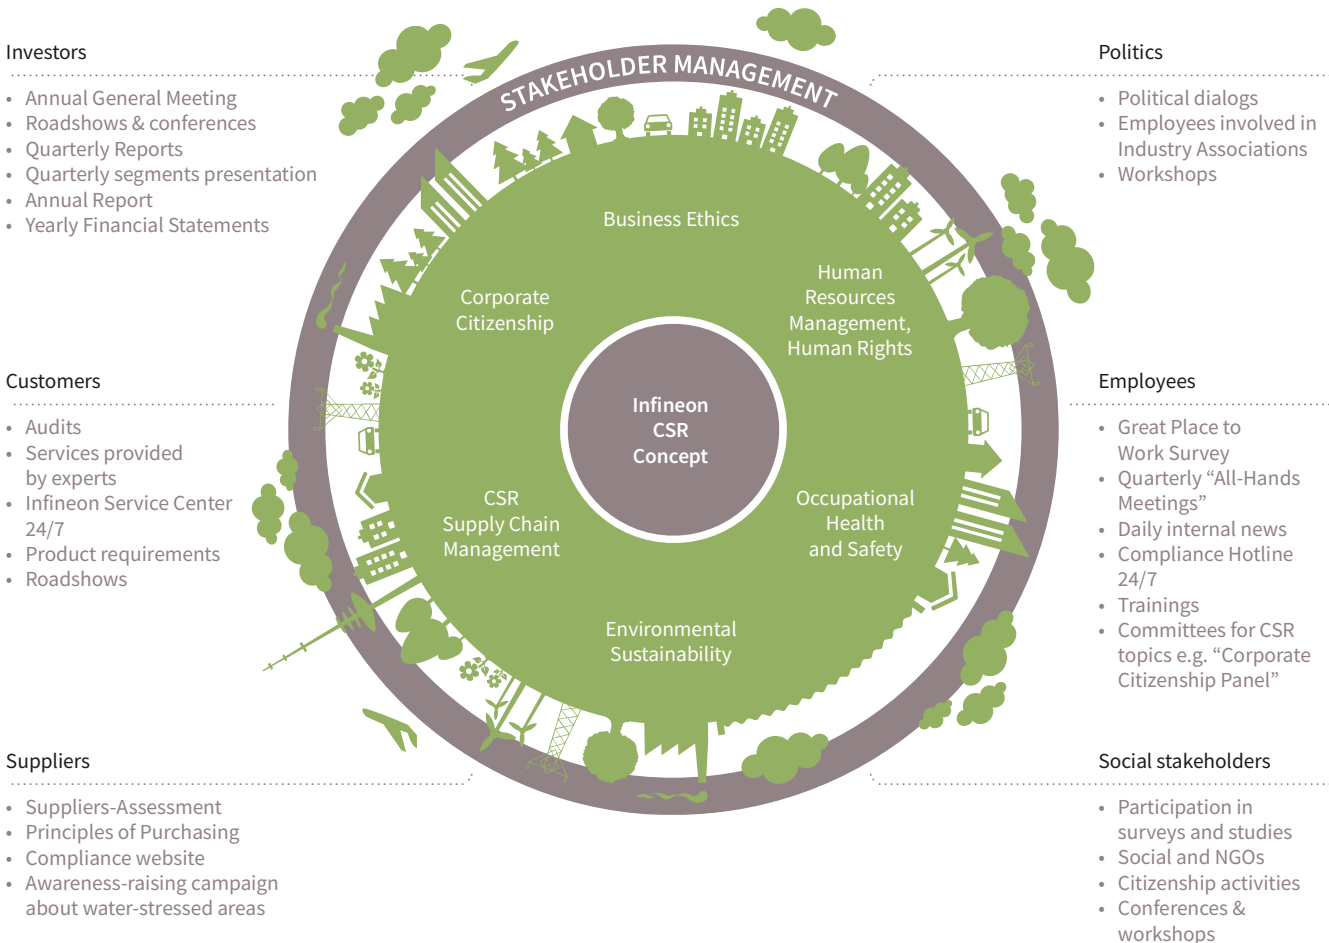 Investors
• Annual General Meeting
• Roadshows & conferences
• Quarterly Reports
• Quarterly segments presentation
• Annual Report
• Yearly Financial Statements
Customers
• Audits
• Services provided
by experts
• Infineon Service Center
24/7
• Product requirements
• Roadshows
Suppliers
• Suppliers-Assessment
• Principles of Purchasing
• Compliance website
• Awareness-raising campaign
about water-stressed areas
STAKEHOLDER MANAGEMENT
Business Ethics
Corporate
Citizenship
Human
Resources
Management,
Human Rights
Infineon
CSR
Concept
CSR
Supply Chain
Management
Occupational
Health
and Safety
Environmental
Sustainability
Politics
• Political dialogs
• Employees involved in
Industry Associations
• Workshops
Employees
• Great Place to
Work Survey
• Quarterly “All-Hands
Meetings”
• Daily internal news
• Compliance Hotline
24/7
• Trainings
• Committees for CSR
topics e.g. “Corporate
Citizenship Panel”
Social stakeholders
• Participation in
surveys and studies
• Social and NGOs
• Citizenship activities
• Conferences &
workshops